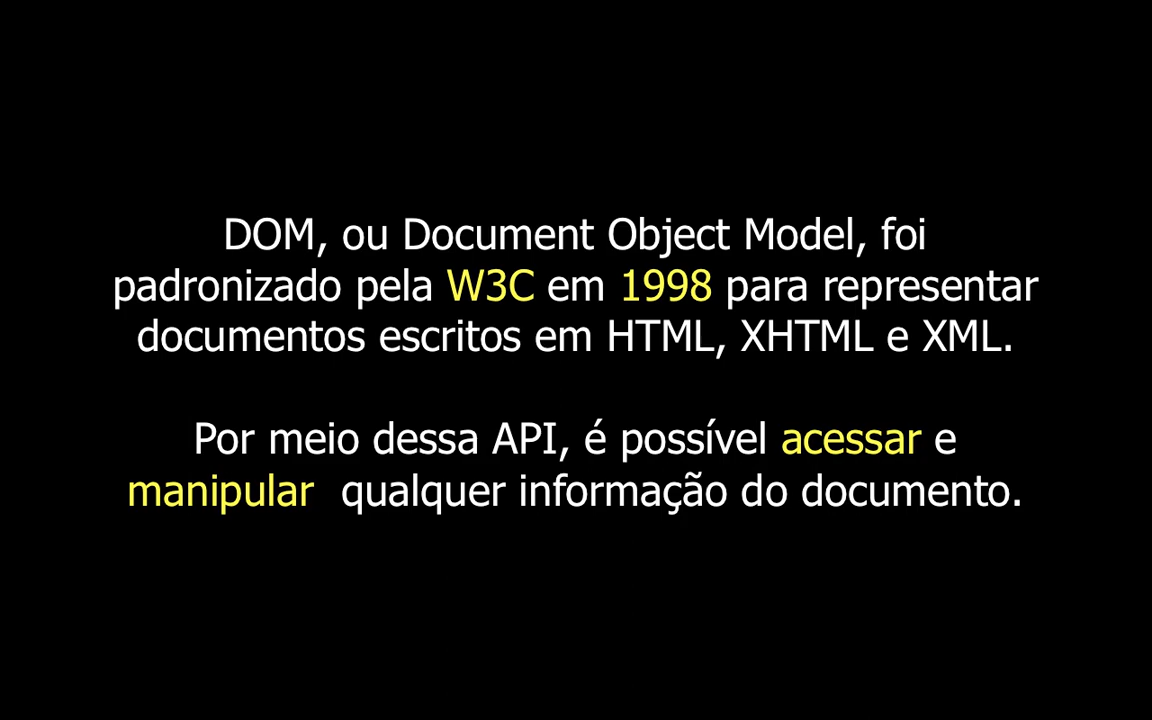 DOM, ou Document Object Model, foi
padronizado pela W3C em 1998 para representar
documentos escritos em HTML, XHTML e XML.
Por meio dessa API, é possível acessar e
manipular  qualquer informação do documento.